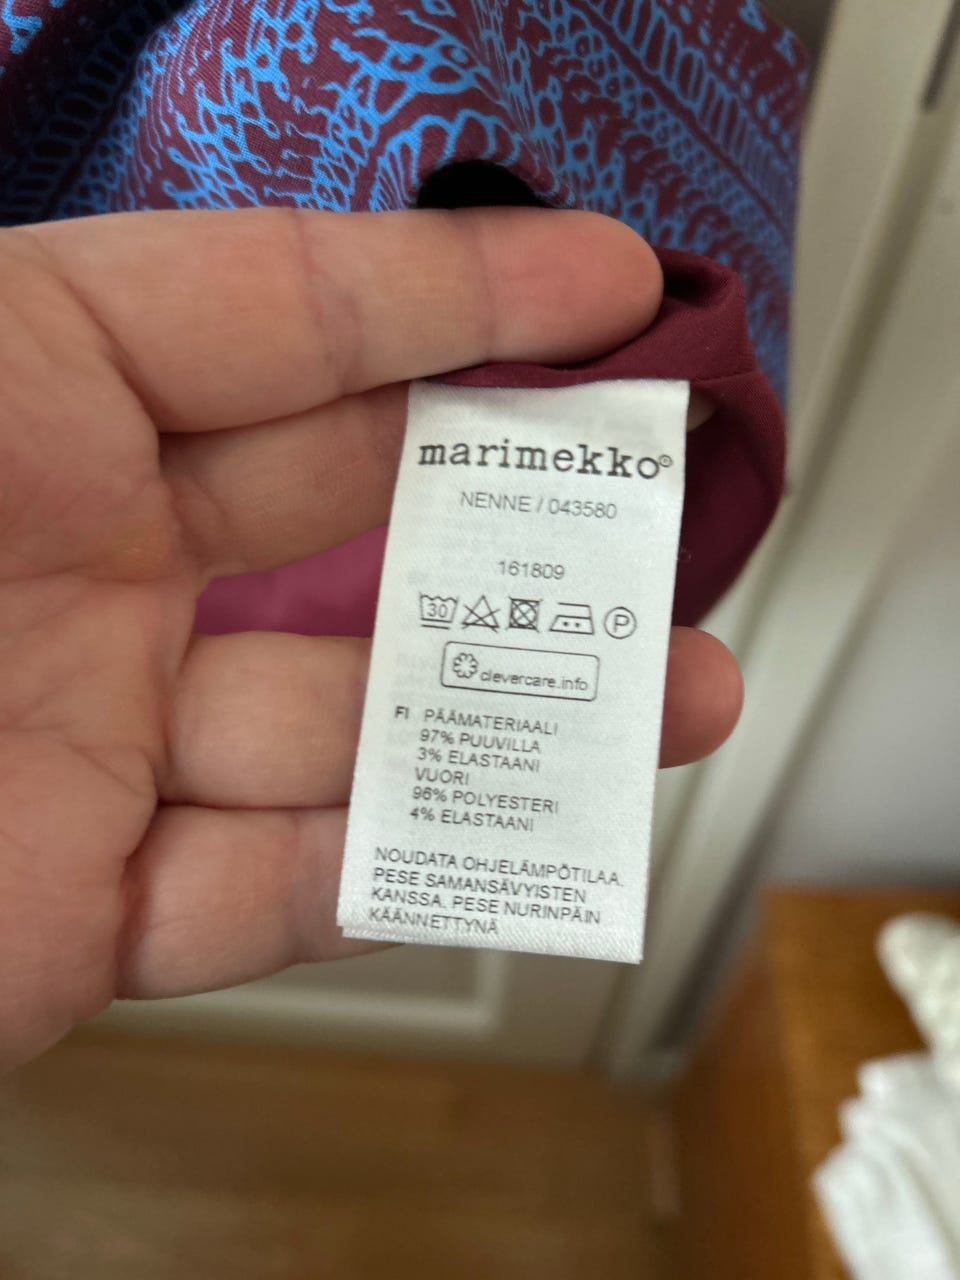 marimekko®
NENNE / 043580
161809
30
P
clevercare.info
FI PÄÄMATERIAALI
97% PUUVILLA
3% ELASTAANI
VUORI
96% POLYESTERI
4% ELASTAANI
NOUDATA OHJELÄMPÖTILAA.
PESE SAMANSÄVYISTEN
KANSSA. PESE NURINPÄIN
KÄÄNNETTYNÄ